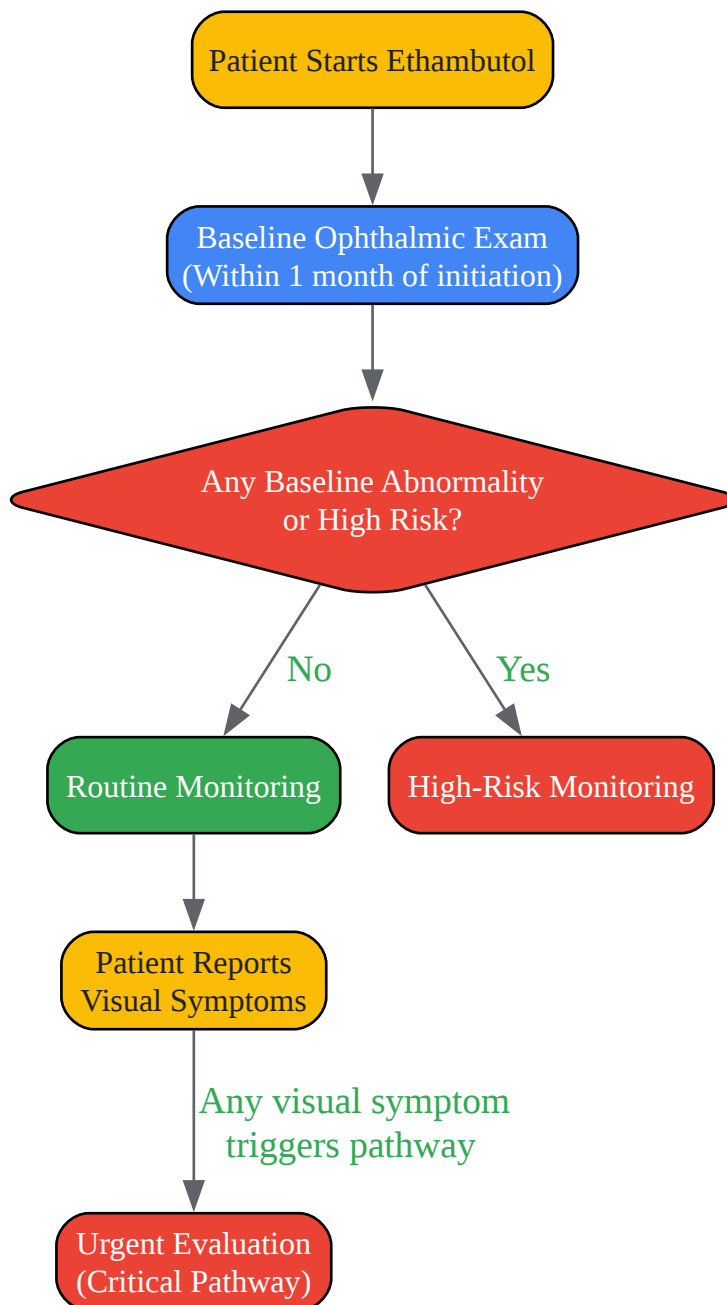 Patient Starts Ethambutol
Baseline Ophthalmic Exam
(Within 1 month of initiation)
Any Baseline Abnormality
or High Risk?
No
Yes
Routine Monitoring
High-Risk Monitoring
Patient Reports
Visual Symptoms
Any visual symptom
triggers pathway
Urgent Evaluation
(Critical Pathway)